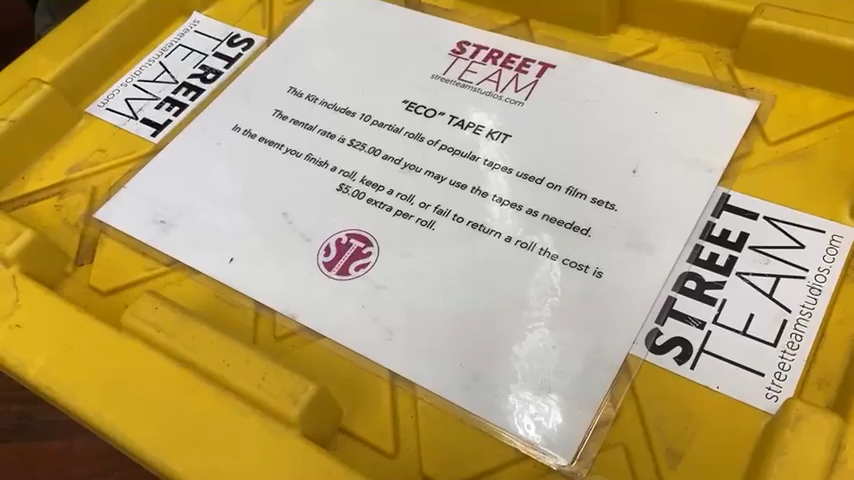 STREET
TEAM
streetteamstudios.com
STREET
TEAM
streetteamstudios.com
"ECO" TAPE KIT
This Kit includes 10 partial rolls of popular tapes used on film sets.
The rental rate is $25.00 and you may use the tapes as needed.
In the event you finish a roll, keep a roll, or fail to return a roll the cost is
$5.00 extra per roll.
STS
STREET
TEAM
streetteamstudios.com